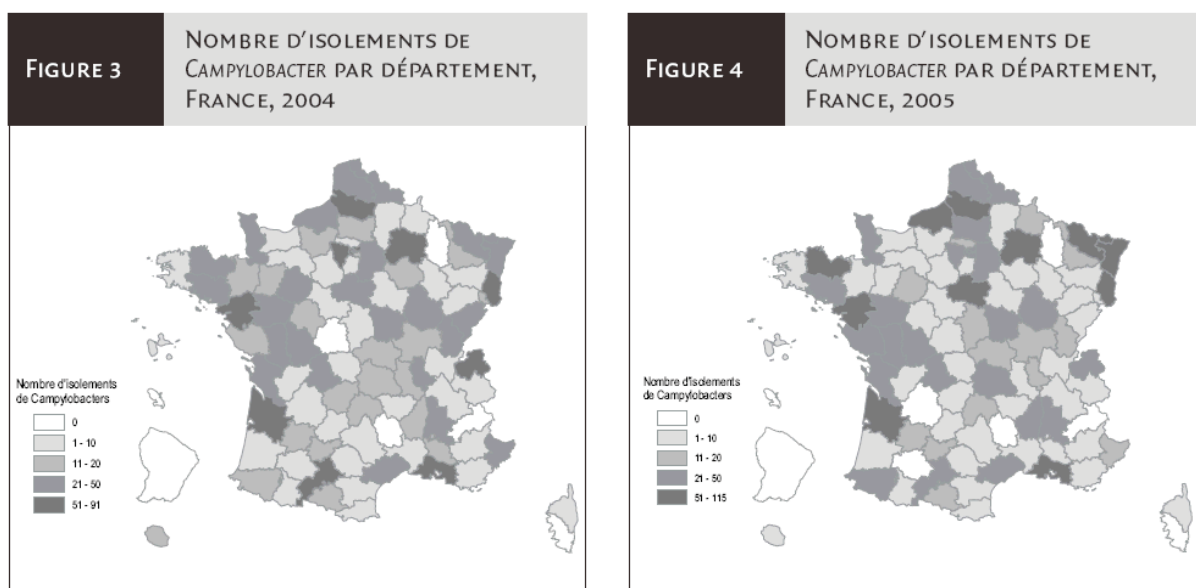 FIGURE 3
NOMBRE D'ISOLEMENTS DE
CAMPYLOBACTER PAR DÉPARTEMENT,
FRANCE, 2004
Nombre d'isolements
de Campylobacters
0
1 - 10
11 - 20
21 - 50
51 - 91
FIGURE 4
NOMBRE D'ISOLEMENTS DE
CAMPYLOBACTER PAR DÉPARTEMENT,
FRANCE, 2005
Nombre d'isolements
de Campylobacters
0
1 - 10
11 - 20
21 - 50
51 - 115